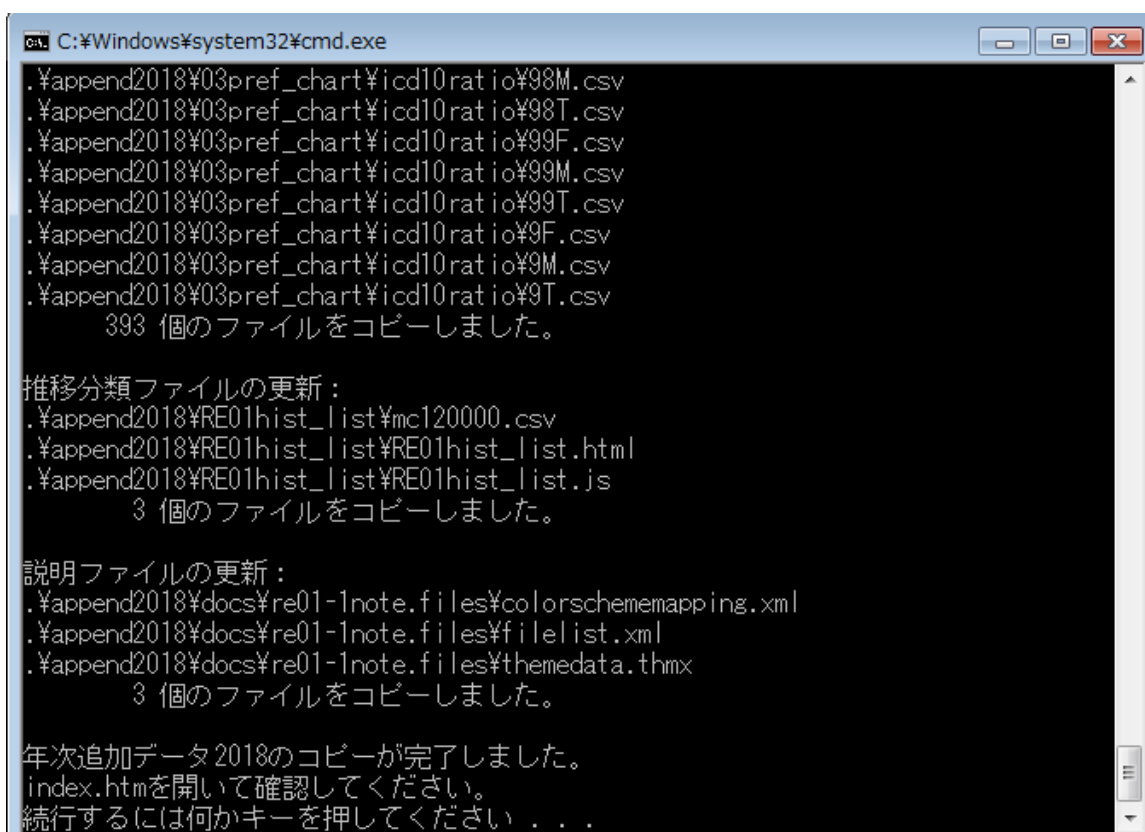 C:¥Windows¥system32¥cmd.exe
.¥append2018¥03pref_chart¥icd10ratio¥98M.csv
.¥append2018¥03pref_chart¥icd10ratio¥98T.csv
.¥append2018¥03pref_chart¥icd10ratio¥99F.csv
.¥append2018¥03pref_chart¥icd10ratio¥99M.csv
.¥append2018¥03pref_chart¥icd10ratio¥99T.csv
.¥append2018¥03pref_chart¥icd10ratio¥9F.csv
.¥append2018¥03pref_chart¥icd10ratio¥9M.csv
.¥append2018¥03pref_chart¥icd10ratio¥9T.csv
393 個のファイルをコピーしました。
推移分類ファイルの更新：
.¥append2018¥RE01hist_list¥mc120000.csv
.¥append2018¥RE01hist_list¥RE01hist_list.html
.¥append2018¥RE01hist_list¥RE01hist_list.js
3 個のファイルをコピーしました。
説明ファイルの更新：
.¥append2018¥docs¥re01-1note.files¥colorschememapping.xml
.¥append2018¥docs¥re01-1note.files¥filelist.xml
.¥append2018¥docs¥re01-1note.files¥themedata.thmx
3 個のファイルをコピーしました。
年次追加データ2018のコピーが完了しました。
index.htmを開いて確認してください。
続行するには何かキーを押してください . . .